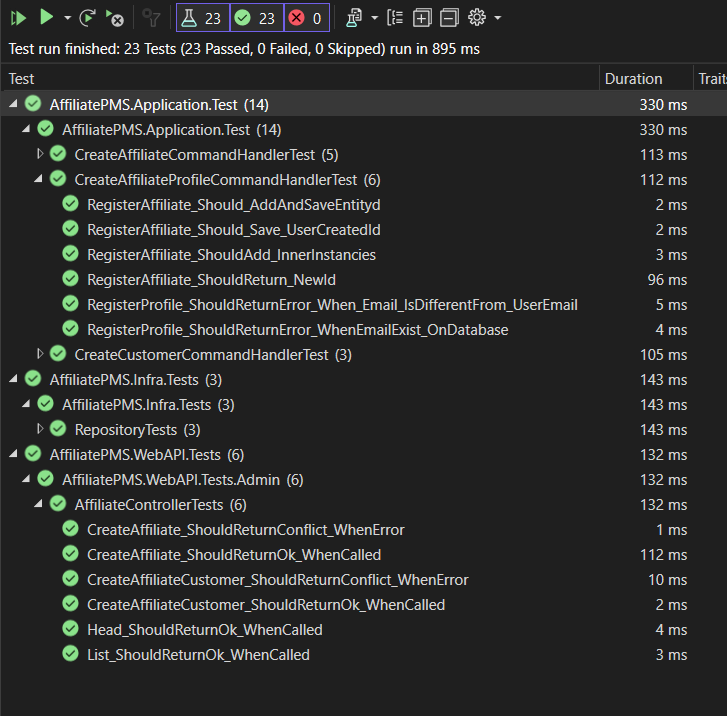 23 23 0
Test run finished: 23 Tests (23 Passed, 0 Failed, 0 Skipped) run in 895 ms
Test Duration Traits
AffiliatePMS.Application.Test (14) 330 ms
AffiliatePMS.Application.Test (14) 330 ms
CreateAffiliateCommandHandlerTest (5) 113 ms
CreateAffiliateProfileCommandHandlerTest (6) 112 ms
RegisterAffiliate_Should_AddAndSaveEntityd 2 ms
RegisterAffiliate_Should_Save_UserCreatedId 2 ms
RegisterAffiliate_ShouldAdd_InnerInstancies 3 ms
RegisterAffiliate_ShouldReturn_NewId 96 ms
RegisterProfile_ShouldReturnError_When_Email_IsDifferentFrom_UserEmail 5 ms
RegisterProfile_ShouldReturnError_WhenEmailExist_OnDatabase 4 ms
CreateCustomerCommandHandlerTest (3) 105 ms
AffiliatePMS.Infra.Tests (3) 143 ms
AffiliatePMS.Infra.Tests (3) 143 ms
RepositoryTests (3) 143 ms
AffiliatePMS.WebAPI.Tests (6) 132 ms
AffiliatePMS.WebAPI.Tests.Admin (6) 132 ms
AffiliateControllerTests (6) 132 ms
CreateAffiliate_ShouldReturnConflict_WhenError 1 ms
CreateAffiliate_ShouldReturnOk_WhenCalled 112 ms
CreateAffiliateCustomer_ShouldReturnConflict_WhenError 10 ms
CreateAffiliateCustomer_ShouldReturnOk_WhenCalled 2 ms
Head_ShouldReturnOk_WhenCalled 4 ms
List_ShouldReturnOk_WhenCalled 3 ms